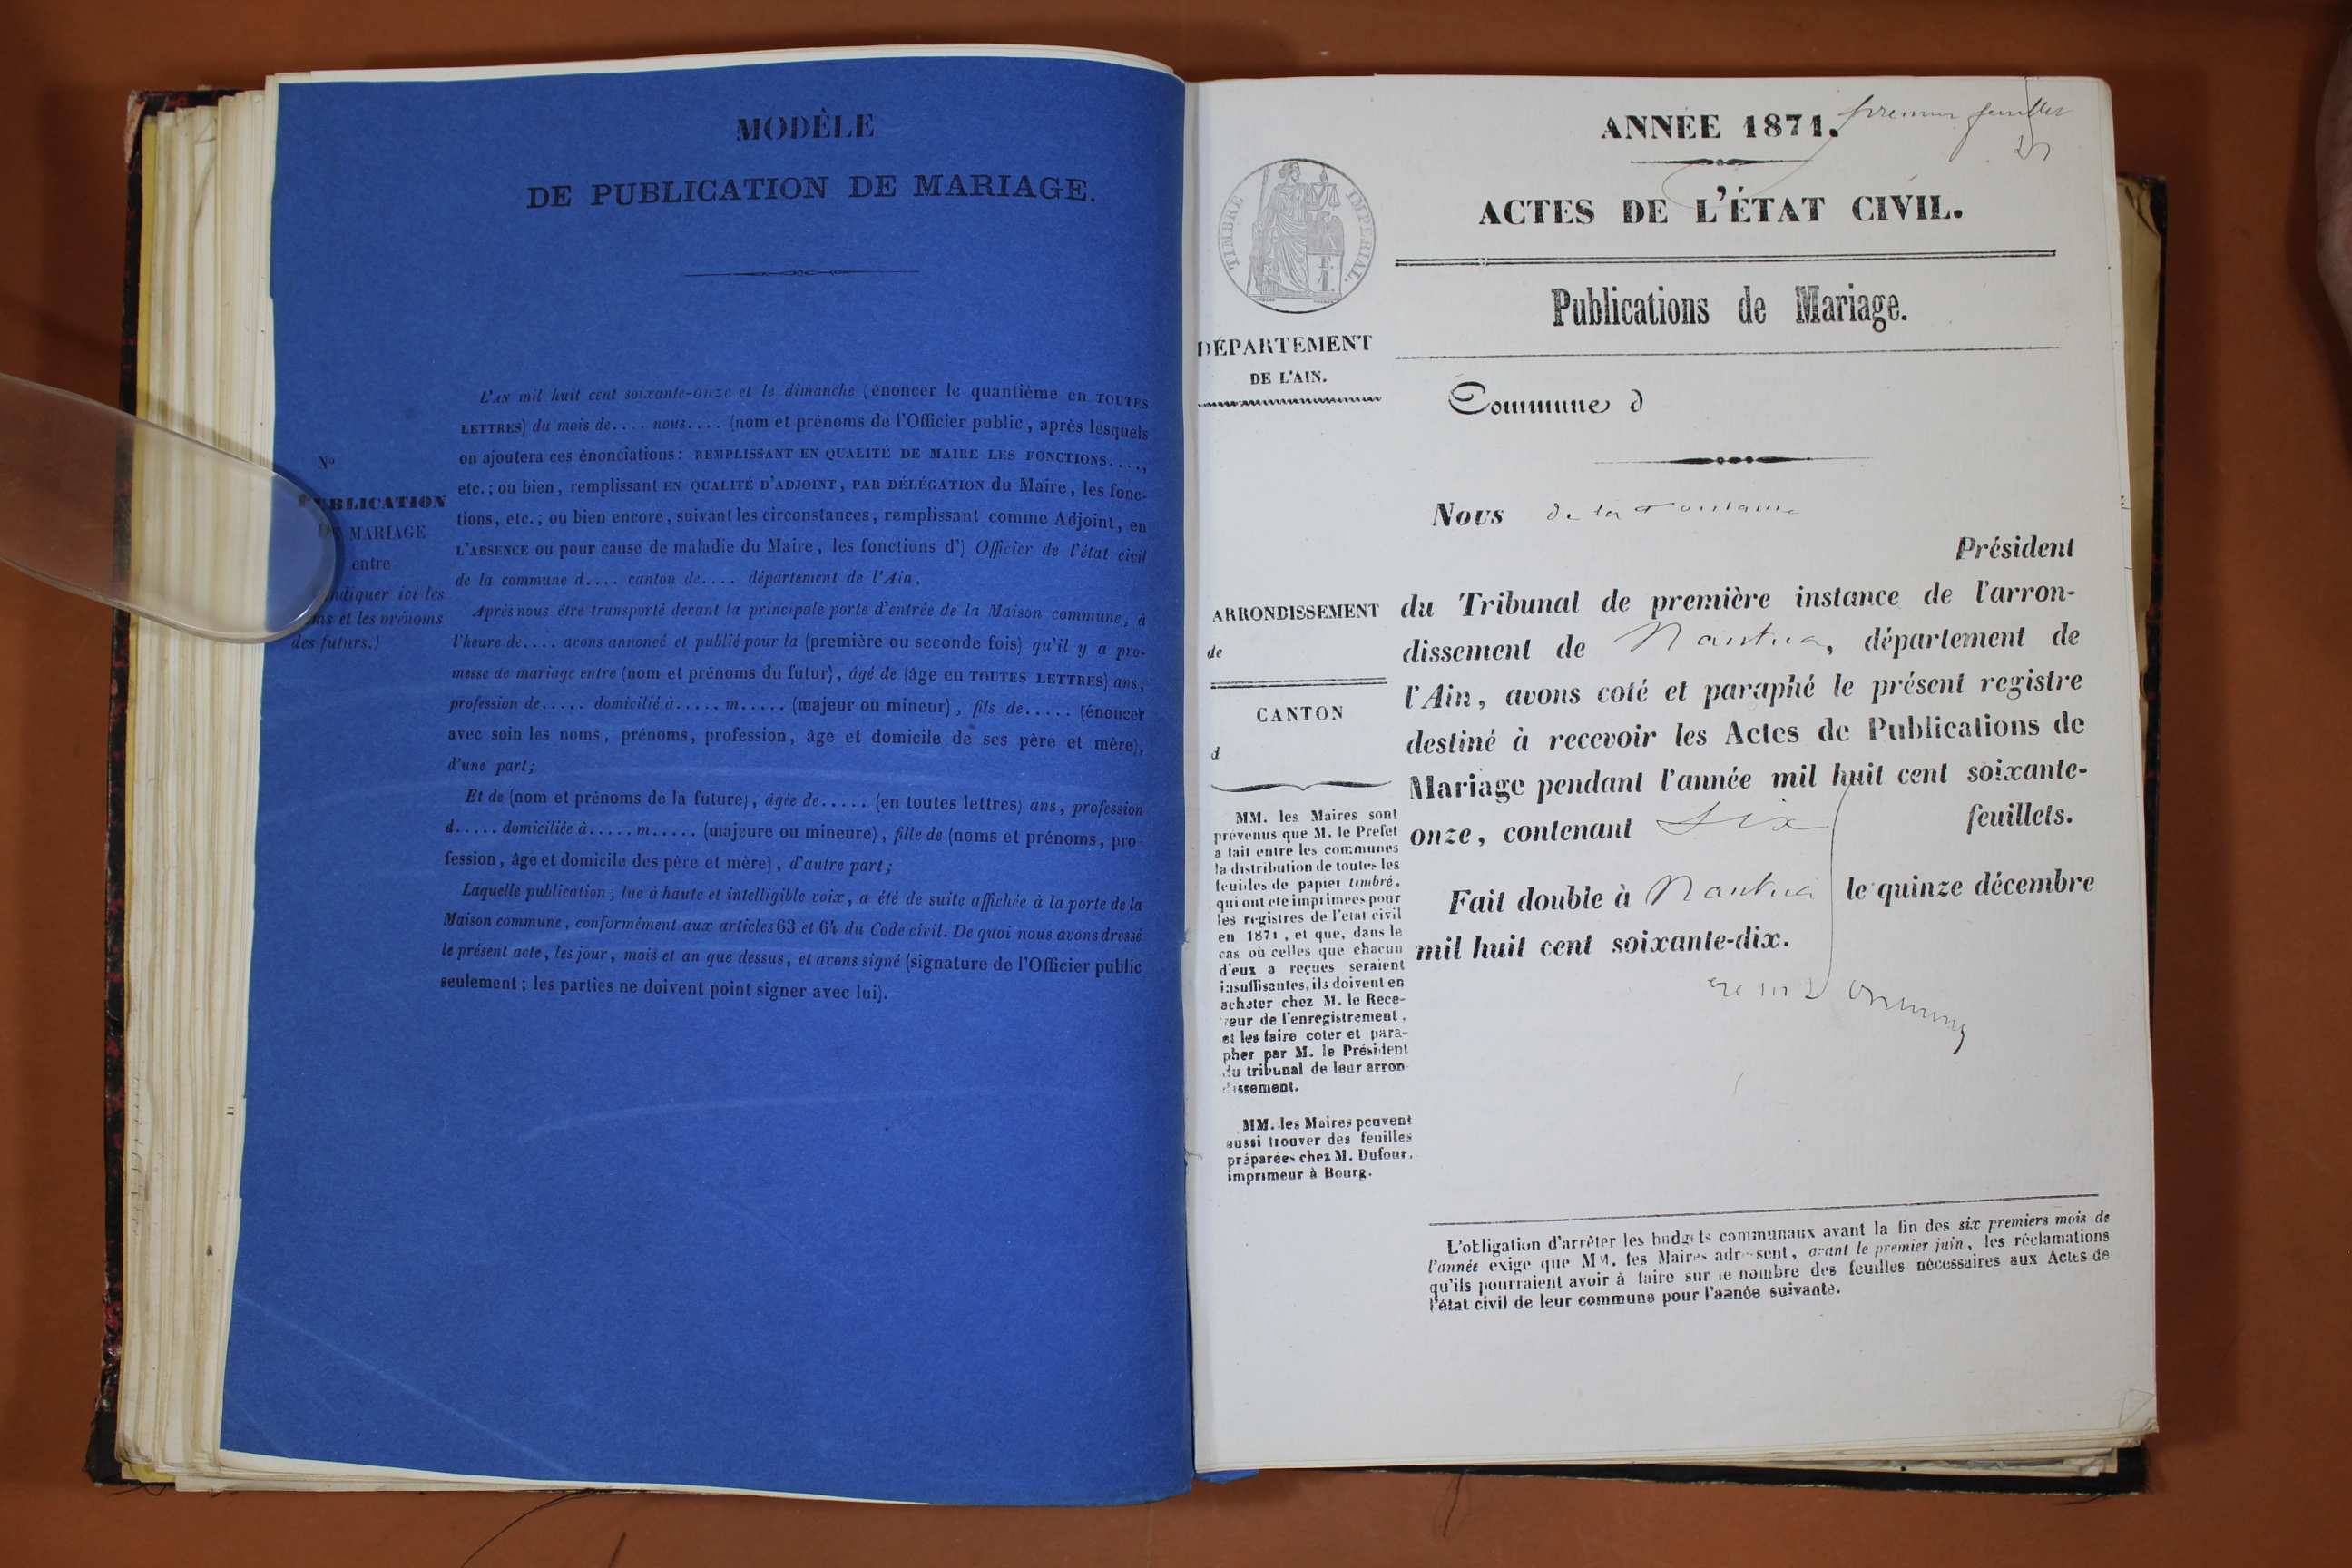 MODÈLE
DE PUBLICATION DE MARIAGE.
L'AN mil huit cent soixante-onze et le dimanche (énoncer le quantième en TOUTES
LETTRES) du mois de.... nous.... (nom et prénoms de l'Officier public, après lesquels
on ajoutera ces énonciations: REMPLISSANT EN QUALITÉ DE MAIRE LES FONCTIONS....,
etc.; ou bien, remplissant EN QUALITÉ D'ADJOINT, PAR DÉLÉGATION du Maire, les fonc-
tions, etc.; ou bien encore, suivant les circonstances, remplissant comme Adjoint, en
L'ABSENCE ou pour cause de maladie du Maire, les fonctions d') Officier de l'état civil
de la commune d.... canton de.... département de l'Ain.
Après nous être transporté devant la principale porte d'entrée de la Maison commune, à
l'heure de.... avons annoncé et publié pour la (première ou seconde fois) qu'il y a pro-
messe de mariage entre (nom et prénoms du futur), âgé de (âge en TOUTES LETTRES) ans,
profession de..... domicilié à..... m..... (majeur ou mineur), fils de..... (énoncer
avec soin les noms, prénoms, profession, âge et domicile de ses père et mère),
d'une part;
Et de (nom et prénoms de la future), âgée de..... (en toutes lettres) ans, profession
d..... domiciliée à..... m..... (majeure ou mineure), fille de (noms et prénoms, pro
fession, âge et domicile des père et mère), d'autre part;
Laquelle publication, lue à haute et intelligible voix, a été de suite affichée à la porte de la
Maison commune, conformément aux articles 63 et 64 du Code civil. De quoi nous avons dressé
le présent acte, les jour, mois et an que dessus, et avons signé (signature de l'Officier public
seulement; les parties ne doivent point signer avec lui).
N°
PUBLICATION
DE MARIAGE
entre
(Indiquer ici les
noms et les prénoms
des futurs.)
ANNÉE 1871.
premier feuillet
ACTES DE L'ÉTAT CIVIL.
TIMBRE IMPERIAL.
Publications de Mariage.
DÉPARTEMENT
DE L'AIN.
Commune d
Nous de la Fontaine
Président
du Tribunal de première instance de l'arron-
dissement de Nantua, département de
l'Ain, avons coté et paraphé le présent registre
destiné à recevoir les Actes de Publications de
Mariage pendant l'année mil huit cent soixante-
onze, contenant Six feuillets.
Fait double à Nantua le quinze décembre
mil huit cent soixante-dix.
ARRONDISSEMENT
de
CANTON
d
MM. les Maires sont
prévenus que M. le Prefet
a fait entre les communes
la distribution de toutes les
feuilles de papier timbré,
qui ont été imprimées pour
les registres de l'état civil
en 1871, et que, dans le
cas où celles que chacun
d'eux a reçues seraient
insuffisantes, ils doivent en
acheter chez M. le Rece-
veur de l'enregistrement,
et les faire coter et para-
pher par M. le Président
du tribunal de leur arron
dissement.
MM. les Maires peuvent
aussi trouver des feuilles
préparées chez M. Dufour,
imprimeur à Bourg.
L'obligation d'arrêter les budgets communaux avant la fin des six premiers mois de
l'année exige que MM. les Maires adressent, avant le premier juin, les réclamations
qu'ils pourraient avoir à faire sur le nombre des feuilles nécessaires aux Actes de
l'état civil de leur commune pour l'année suivante.